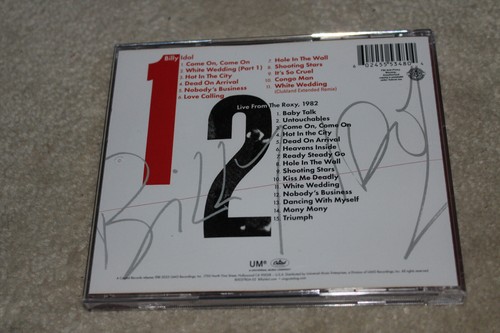 1
Billy Idol
1. Come On, Come On
2. White Wedding (Part 1)
3. Hot In The City
4. Dead On Arrival
5. Nobody's Business
6. Love Calling
7. Hole In The Wall
8. Shooting Stars
9. It's So Cruel
10. Congo Man
11. White Wedding
(Clubland Extended Remix)
2
Live From The Roxy, 1982
1. Baby Talk
2. Untouchables
3. Come On, Come On
4. Hot In the City
5. Dead On Arrival
6. Heavens Inside
7. Ready Steady Go
8. Hole In The Wall
9. Shooting Stars
10. Kiss Me Deadly
11. White Wedding
12. Nobody's Business
13. Dancing With Myself
14. Mony Mony
15. Triumph
Billy Idol
UMe